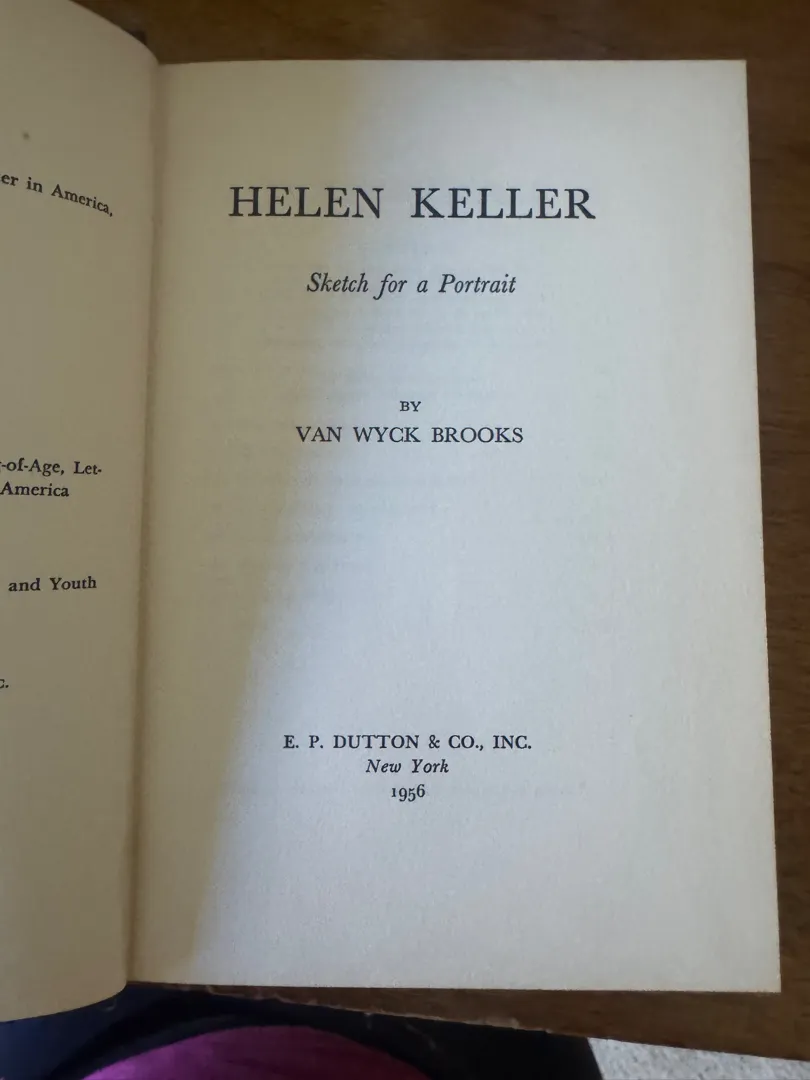 er in America,
-of-Age, Let-
America
and Youth
c.
HELEN KELLER
Sketch for a Portrait
BY
VAN WYCK BROOKS
E. P. DUTTON & CO., INC.
New York
1956